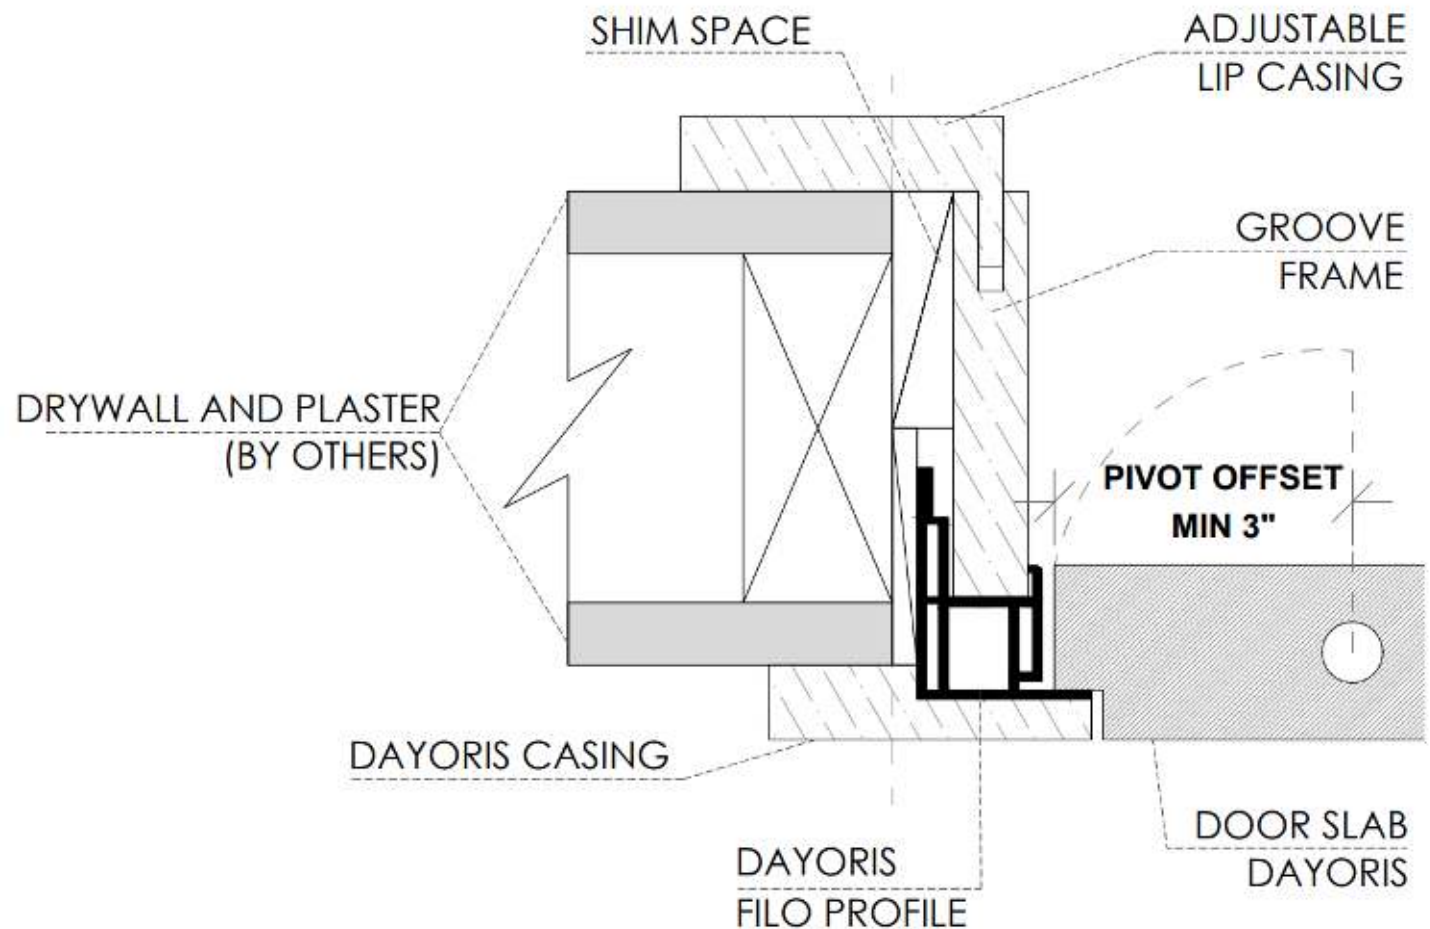 SHIM SPACE
ADJUSTABLE
LIP CASING
GROOVE
FRAME
DRYWALL AND PLASTER
(BY OTHERS)
PIVOT OFFSET
MIN 3"
DAYORIS CASING
DOOR SLAB
DAYORIS
DAYORIS
FILO PROFILE